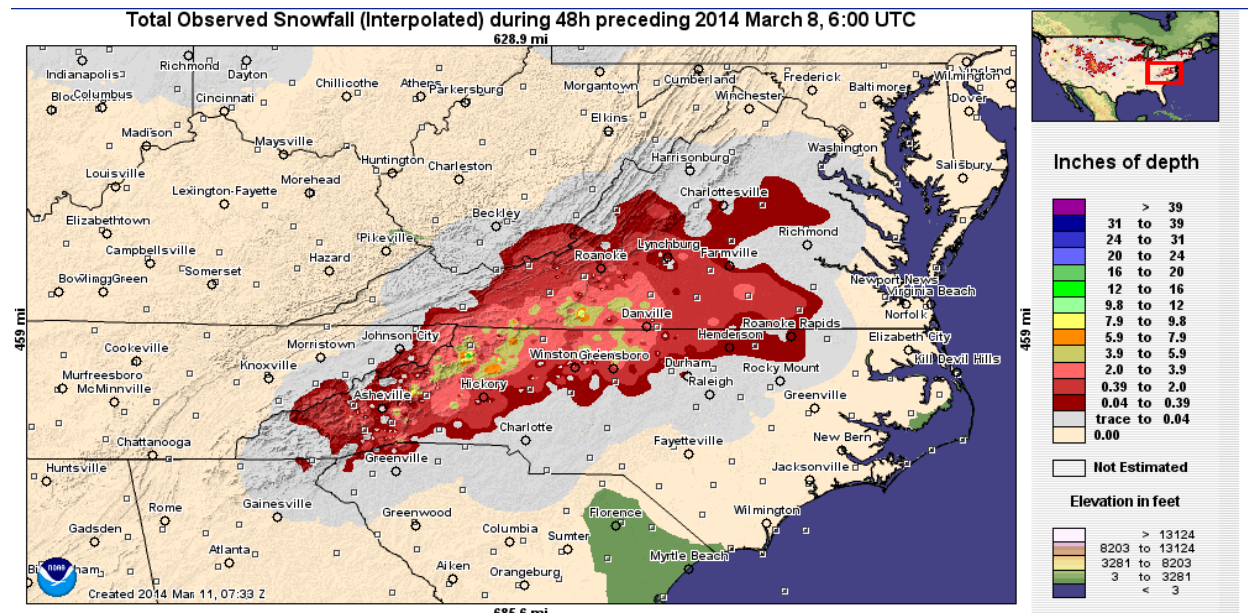 Total Observed Snowfall (Interpolated) during 48h preceding 2014 March 8, 6:00 UTC
628.9 mi
Indianapolis
Richmond
Dayton
Chillicothe
Athens
Parkersburg
Morgantown
Cumberland
Frederick
Wilmington
Columbus
Cincinnati
Winchester
Baltimore
Dover
Madison
Maysville
Elkins
Washington
Louisville
Lexington-Fayette
Morehead
Huntington
Charleston
Harrisonburg
Salisbury
Elizabethtown
Beckley
Charlottesville
Campbellsville
Pikeville
Richmond
Bowling Green
Somerset
Hazard
Roanoke
Lynchburg
Farmville
Newport News
Virginia Beach
Norfolk
459 mi
Johnson City
Danville
Henderson
Roanoke Rapids
Elizabeth City
459 mi
Cookeville
Morristown
Knoxville
Winston
Greensboro
Durham
Kill Devil Hills
Murfreesboro
McMinnville
Hickory
Raleigh
Rocky Mount
Asheville
Greenville
Chattanooga
Charlotte
Fayetteville
New Bern
Huntsville
Greenville
Jacksonville
Rome
Gainesville
Greenwood
Florence
Wilmington
Gadsden
Atlanta
Columbia
Sumter
Myrtle Beach
Aiken
Orangeburg
NOAA
Created 2014 Mar 11, 07:33 Z
685.6 mi
Inches of depth
> 39
31 to 39
24 to 31
20 to 24
16 to 20
12 to 16
9.8 to 12
7.9 to 9.8
5.9 to 7.9
3.9 to 5.9
2.0 to 3.9
0.39 to 2.0
0.04 to 0.39
trace to 0.04
0.00
Not Estimated
Elevation in feet
> 13124
8203 to 13124
3281 to 8203
3 to 3281
< 3